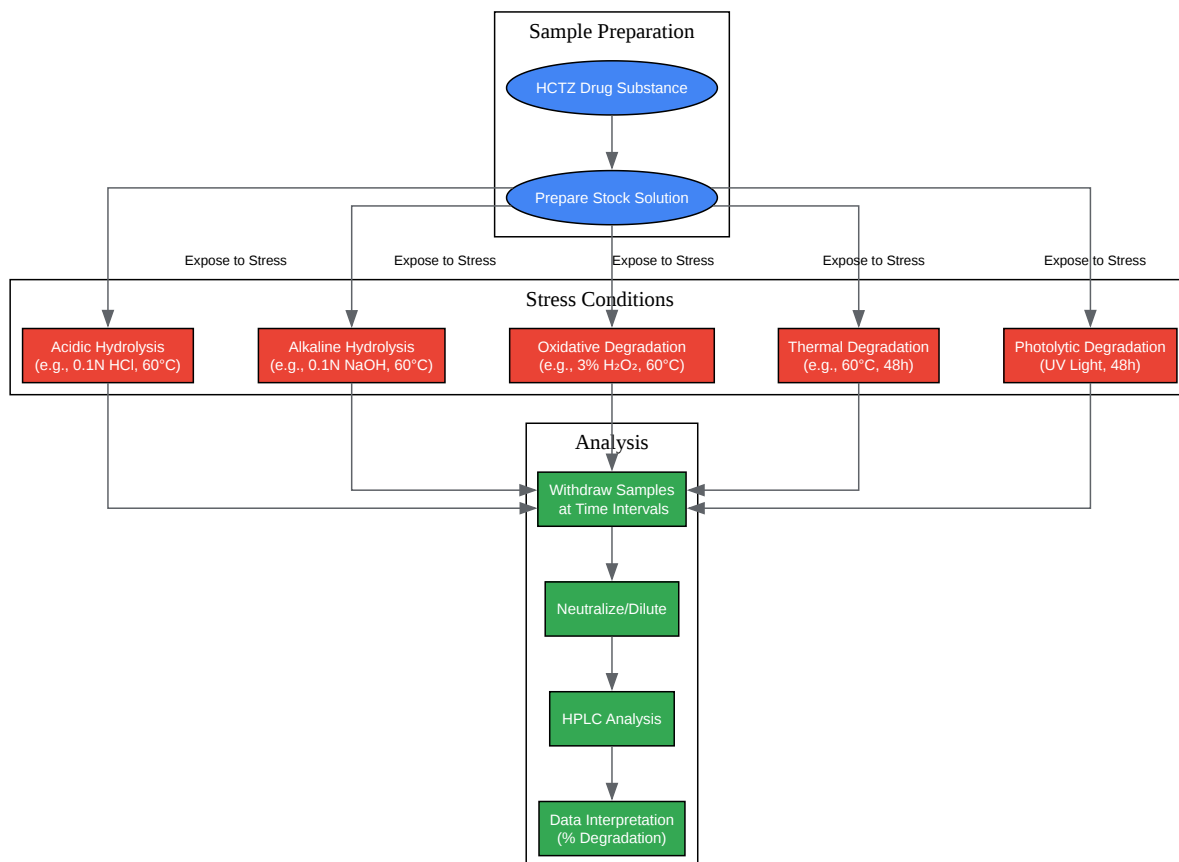 Sample Preparation
HCTZ Drug Substance
Prepare Stock Solution
Expose to Stress
Expose to Stress
Expose to Stress
Expose to Stress
Expose to Stress
Stress Conditions
Acidic Hydrolysis
(e.g., 0.1N HCl, 60°C)
Alkaline Hydrolysis
(e.g., 0.1N NaOH, 60°C)
Oxidative Degradation
(e.g., 3% H₂O₂, 60°C)
Thermal Degradation
(e.g., 60°C, 48h)
Photolytic Degradation
(UV Light, 48h)
Analysis
Withdraw Samples
at Time Intervals
Neutralize/Dilute
HPLC Analysis
Data Interpretation
(% Degradation)